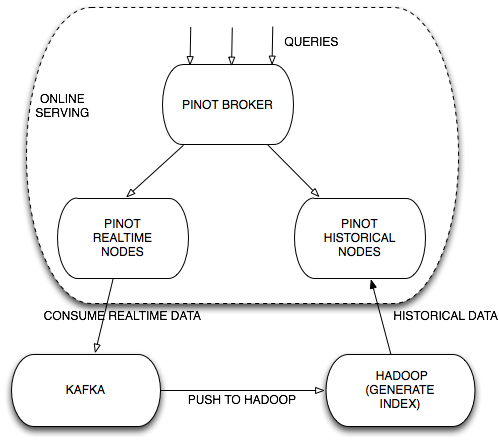 QUERIES
ONLINE
SERVING
PINOT BROKER
PINOT
REALTIME
NODES
PINOT
HISTORICAL
NODES
CONSUME REALTIME DATA
HISTORICAL DATA
KAFKA
PUSH TO HADOOP
HADOOP
(GENERATE
INDEX)